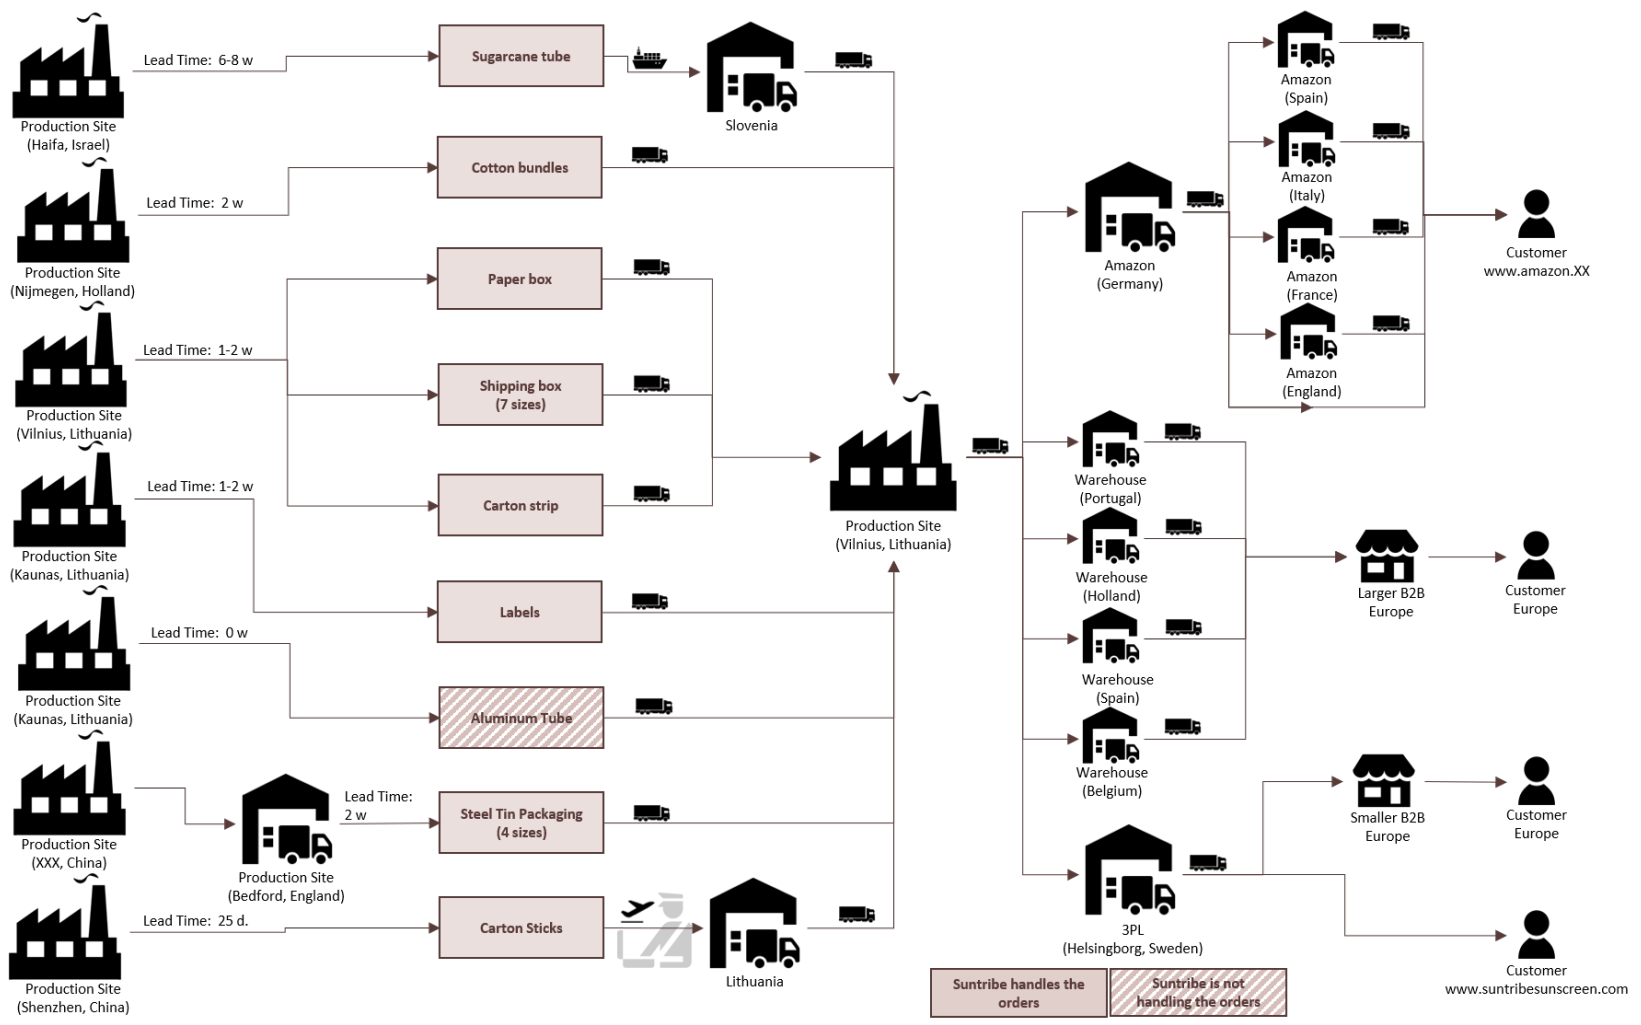 Lead Time: 6-8 w
Production Site
(Haifa, Israel)
Sugarcane tube
Slovenia
Lead Time: 2 w
Production Site
(Nijmegen, Holland)
Cotton bundles
Lead Time: 1-2 w
Production Site
(Vilnius, Lithuania)
Paper box
Shipping box
(7 sizes)
Carton strip
Lead Time: 1-2 w
Production Site
(Kaunas, Lithuania)
Labels
Lead Time: 0 w
Production Site
(Kaunas, Lithuania)
Aluminum Tube
Production Site
(XXX, China)
Production Site
(Bedford, England)
Lead Time:
2 w
Steel Tin Packaging
(4 sizes)
Lead Time: 25 d.
Production Site
(Shenzhen, China)
Carton Sticks
Lithuania
Production Site
(Vilnius, Lithuania)
Amazon
(Germany)
Amazon
(Spain)
Amazon
(Italy)
Amazon
(France)
Amazon
(England)
Customer
www.amazon.XX
Warehouse
(Portugal)
Warehouse
(Holland)
Warehouse
(Spain)
Warehouse
(Belgium)
Larger B2B
Europe
Customer
Europe
3PL
(Helsingborg, Sweden)
Smaller B2B
Europe
Customer
Europe
Customer
www.suntribesunscreen.com
Suntribe handles the
orders
Suntribe is not
handling the orders